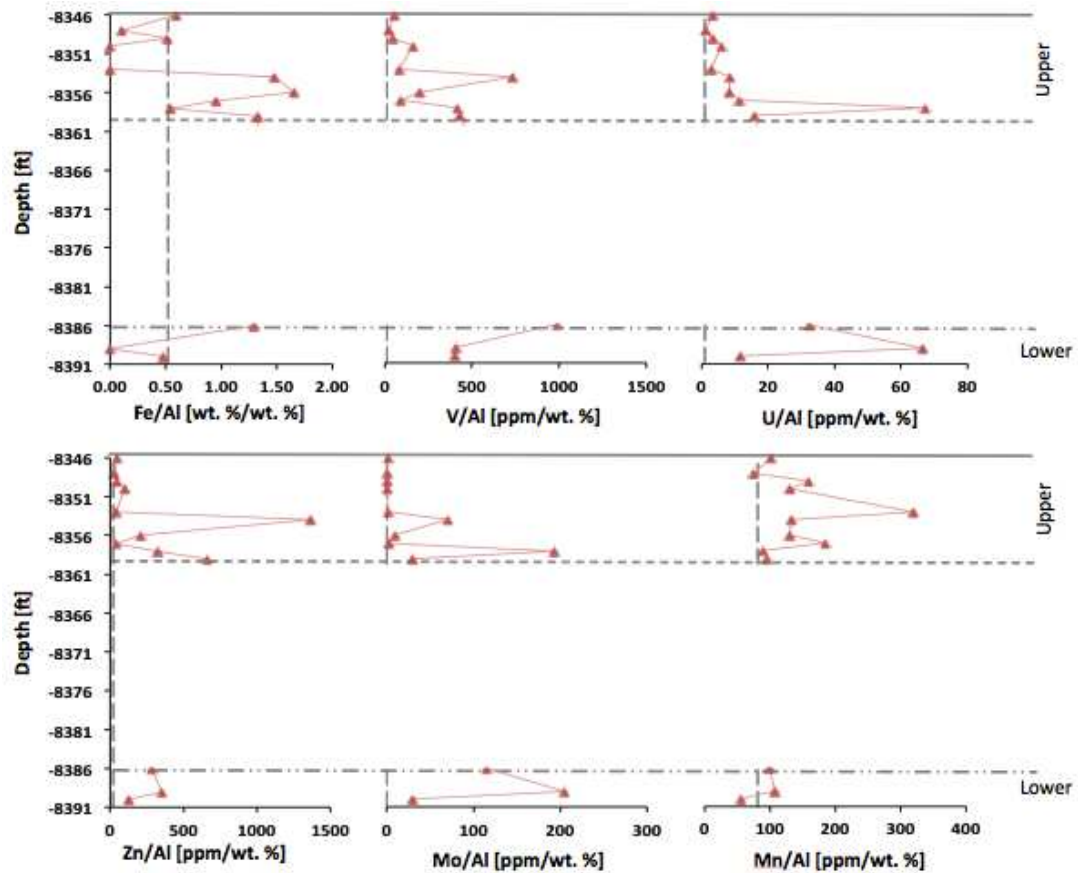 -8346
-8351
-8356
-8361
-8366
-8371
-8376
-8381
-8386
-8391
Depth [ft]
Upper
Lower
0.00 0.50 1.00 1.50 2.00
Fe/Al [wt. %/wt. %]
0 500 1000 1500
V/Al [ppm/wt. %]
0 20 40 60 80
U/Al [ppm/wt. %]
-8346
-8351
-8356
-8361
-8366
-8371
-8376
-8381
-8386
-8391
Depth [ft]
Upper
Lower
0 500 1000 1500
Zn/Al [ppm/wt. %]
0 100 200 300
Mo/Al [ppm/wt. %]
0 100 200 300 400
Mn/Al [ppm/wt. %]